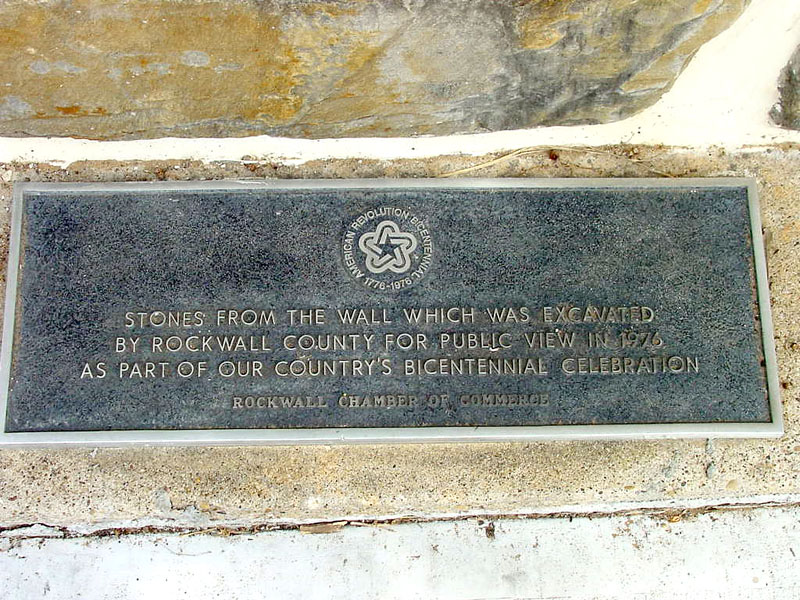 AMERICAN REVOLUTION BICENTENNIAL
1776-1976
STONES FROM THE WALL WHICH WAS EXCAVATED
BY ROCKWALL COUNTY FOR PUBLIC VIEW IN 1976
AS PART OF OUR COUNTRY'S BICENTENNIAL CELEBRATION
ROCKWALL CHAMBER OF COMMERCE